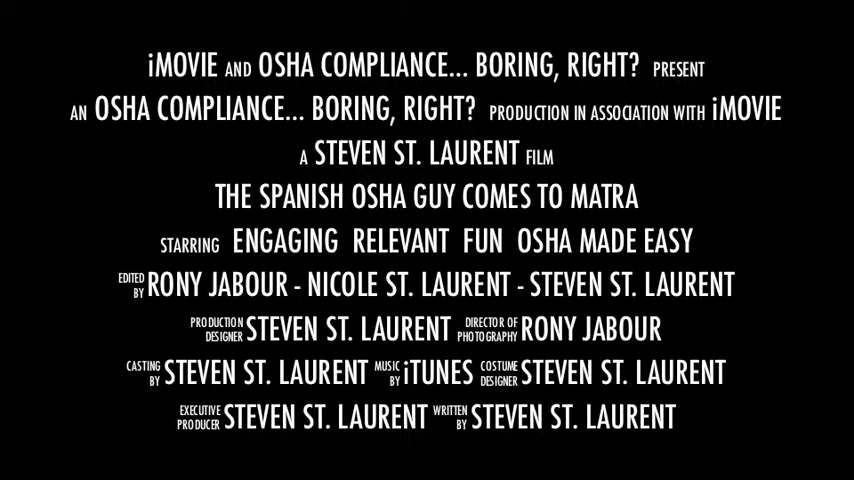 iMOVIE AND OSHA COMPLIANCE... BORING, RIGHT? PRESENT
AN OSHA COMPLIANCE... BORING, RIGHT? PRODUCTION IN ASSOCIATION WITH iMOVIE
A STEVEN ST. LAURENT FILM
THE SPANISH OSHA GUY COMES TO MATRA
STARRING ENGAGING RELEVANT FUN OSHA MADE EASY
EDITED BY RONY JABOUR - NICOLE ST. LAURENT - STEVEN ST. LAURENT
PRODUCTION DESIGNER STEVEN ST. LAURENT DIRECTOR OF PHOTOGRAPHY RONY JABOUR
CASTING BY STEVEN ST. LAURENT MUSIC BY iTUNES COSTUME DESIGNER STEVEN ST. LAURENT
EXECUTIVE PRODUCER STEVEN ST. LAURENT WRITTEN BY STEVEN ST. LAURENT